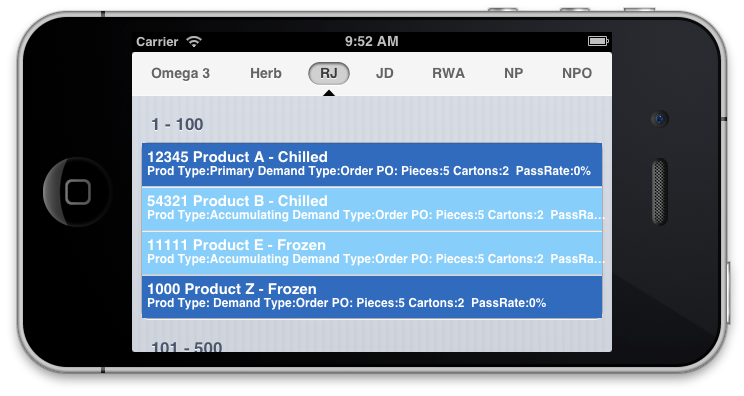 Carrier 9:52 AM
Omega 3 Herb RJ JD RWA NP NPO
1 - 100
12345 Product A - Chilled
Prod Type:Primary Demand Type:Order PO: Pieces:5 Cartons:2  PassRate:0%
54321 Product B - Chilled
Prod Type:Accumulating Demand Type:Order PO: Pieces:5 Cartons:2  PassRa...
11111 Product E - Frozen
Prod Type:Accumulating Demand Type:Order PO: Pieces:5 Cartons:2  PassRa...
1000 Product Z - Frozen
Prod Type: Demand Type:Order PO: Pieces:5 Cartons:2  PassRate:0%
101 - 500